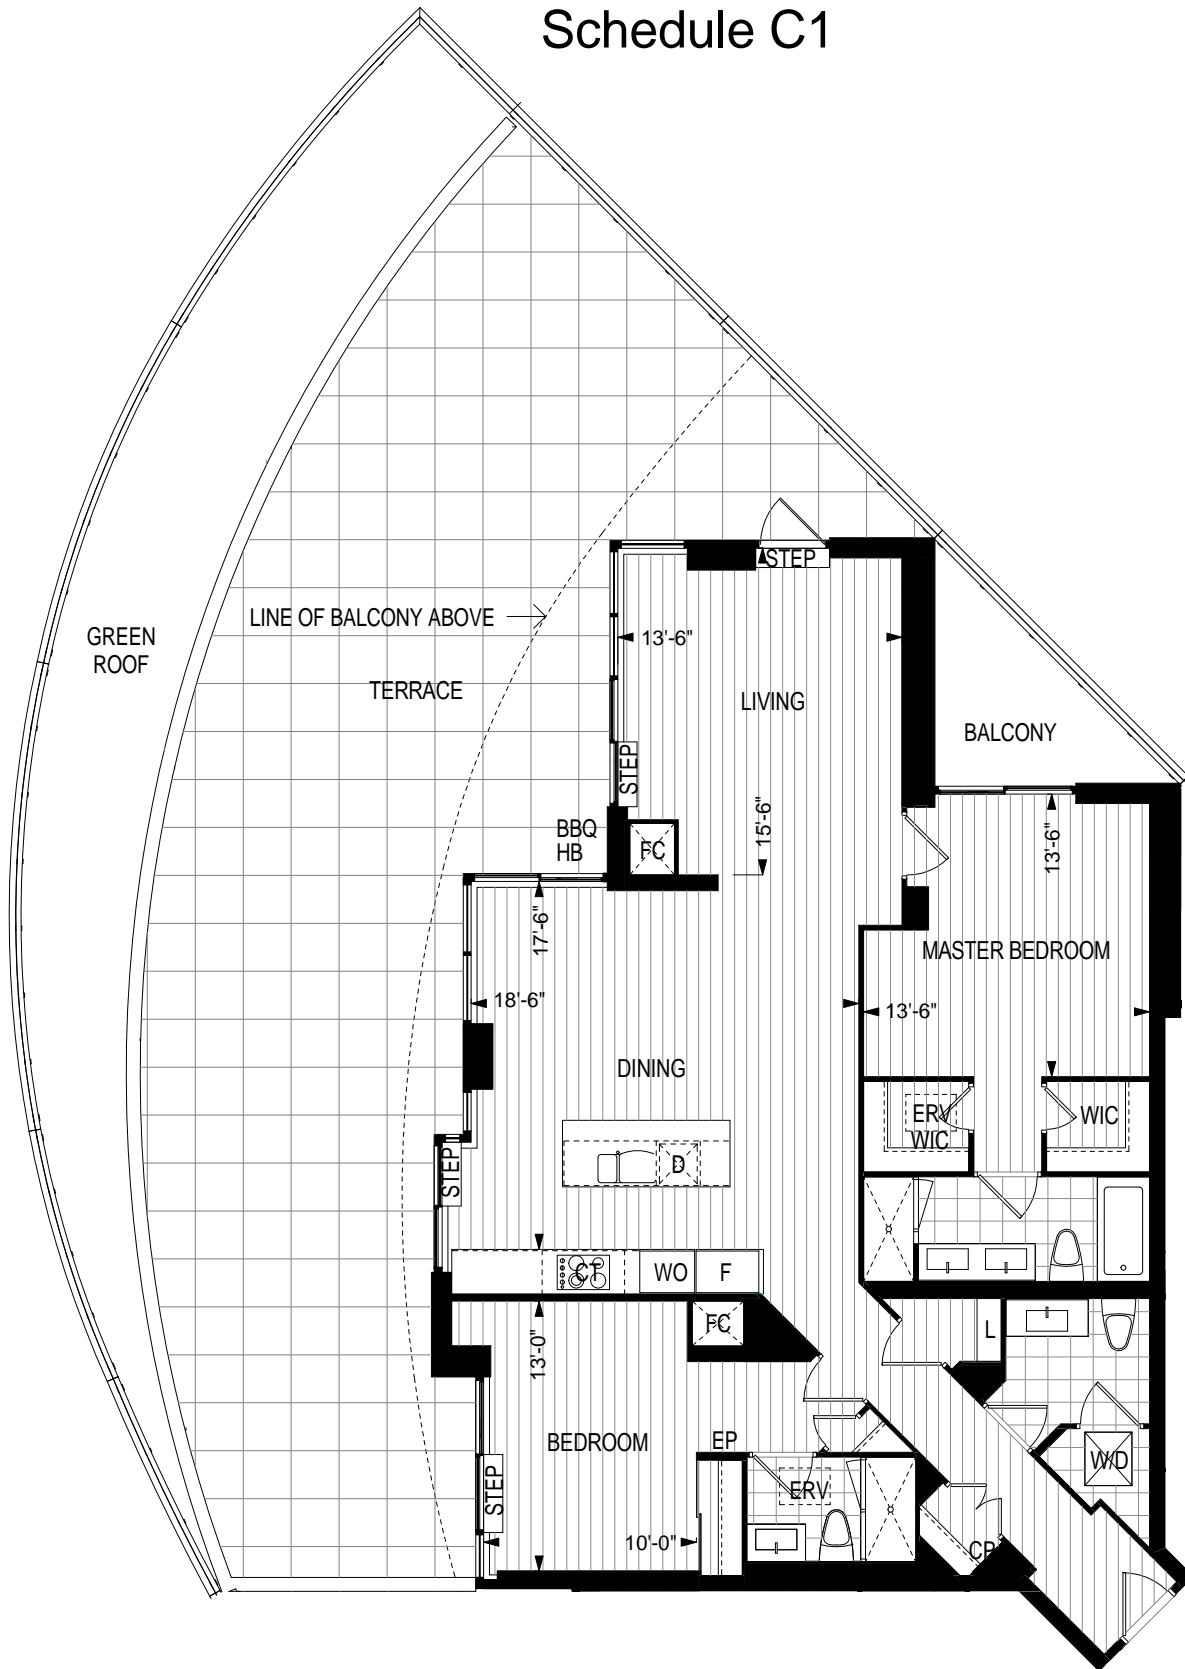 Schedule C1
STEP
LINE OF BALCONY ABOVE
GREEN
ROOF
13'-6"
TERRACE
LIVING
BALCONY
STEP
BBQ
HB
FC
15'-6"
13'-6"
17'-6"
MASTER BEDROOM
18'-6"
13'-6"
DINING
ERV
WIC
WIC
STEP
D
CT
WO
F
FC
L
13'-0"
BEDROOM
EP
W/D
STEP
ERV
10'-0"
CP